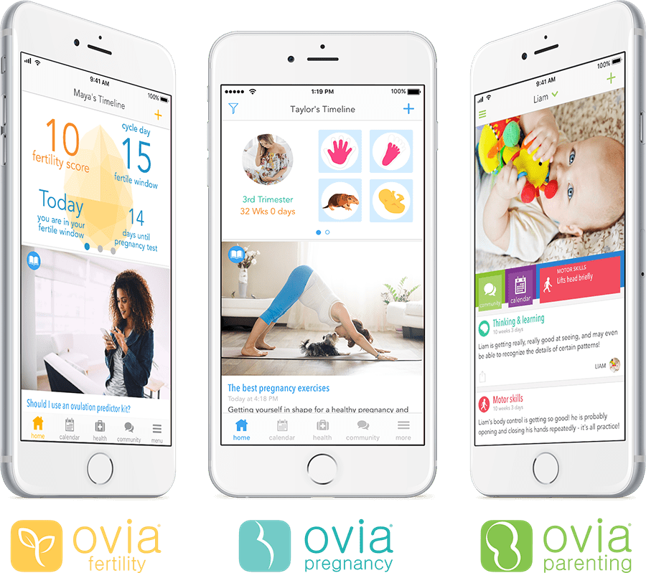 9:41 AM
100%
Maya's Timeline
+
10
fertility score
cycle day
15
fertile window
Today
you are in your
fertile window
14
days until
pregnancy test
Should I use an ovulation predictor kit?
home
calendar
health
community
menu
1:19 PM
100%
Taylor's Timeline
+
3rd Trimester
32 Wks 0 days
The best pregnancy exercises
Today at 4:18 PM
Getting yourself in shape for a healthy pregnancy and
home
calendar
health
community
more
9:41 AM
100%
Liam
+
community
calendar
MOTOR SKILLS
Lifts head briefly
Thinking & learning
10 weeks 3 days
Liam is getting really, really good at seeing, and may even
be able to recognize the details of certain patterns!
LIAM
Motor skills
10 weeks 3 days
Liam's body control is getting so good! he is probably
opening and closing his hands repeatedly - it's all practice!
ovia®
fertility
ovia®
pregnancy
ovia®
parenting